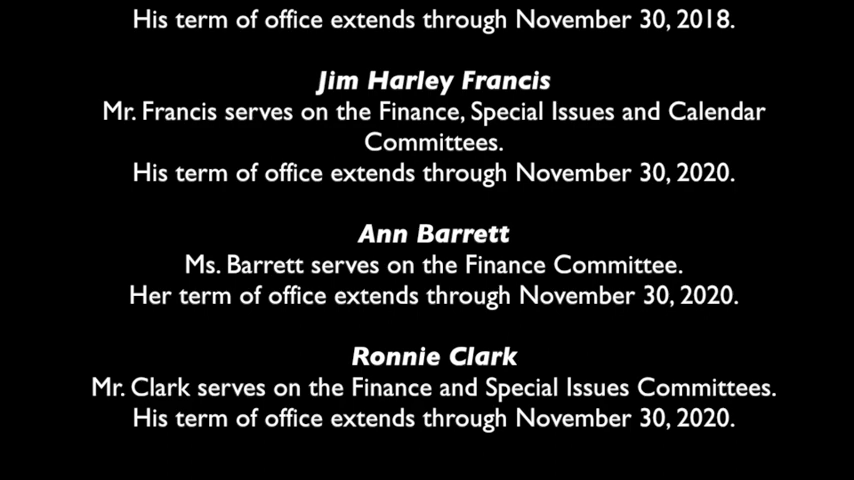 His term of office extends through November 30, 2018.
Jim Harley Francis
Mr. Francis serves on the Finance, Special Issues and Calendar
Committees.
His term of office extends through November 30, 2020.
Ann Barrett
Ms. Barrett serves on the Finance Committee.
Her term of office extends through November 30, 2020.
Ronnie Clark
Mr. Clark serves on the Finance and Special Issues Committees.
His term of office extends through November 30, 2020.